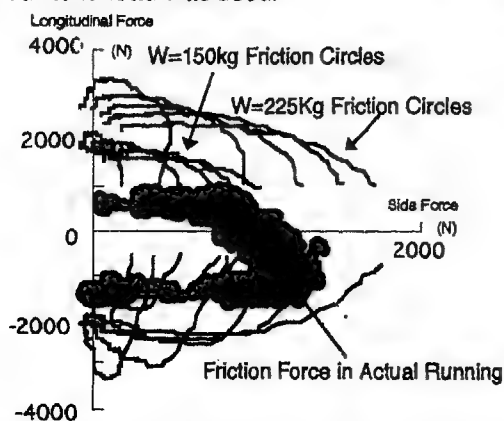 Longitudinal Force
4000 (N)
W=150kg Friction Circles
W=225Kg Friction Circles
2000
Side Force
0 (N)
2000
-2000
Friction Force in Actual Running
-4000